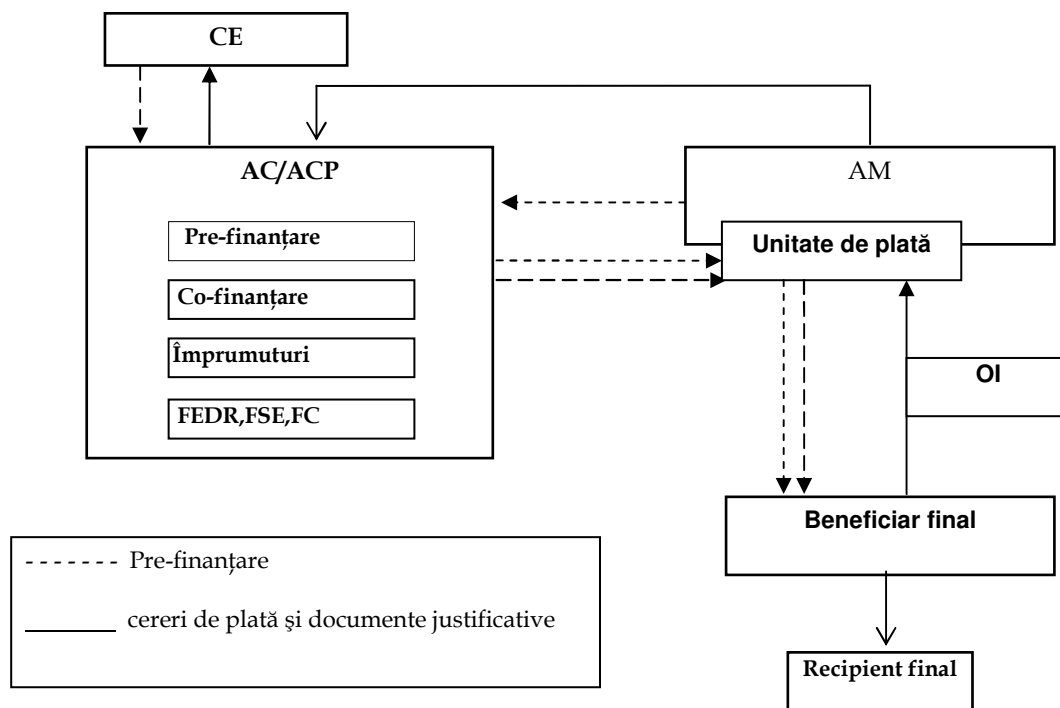 CE
AC/ACP
AM
Pre-finanțare
Unitate de plată
Co-finanțare
Împrumuturi
OI
FEDR,FSE,FC
Beneficiar final
Pre-finanțare
cereri de plată şi documente justificative
Recipient final